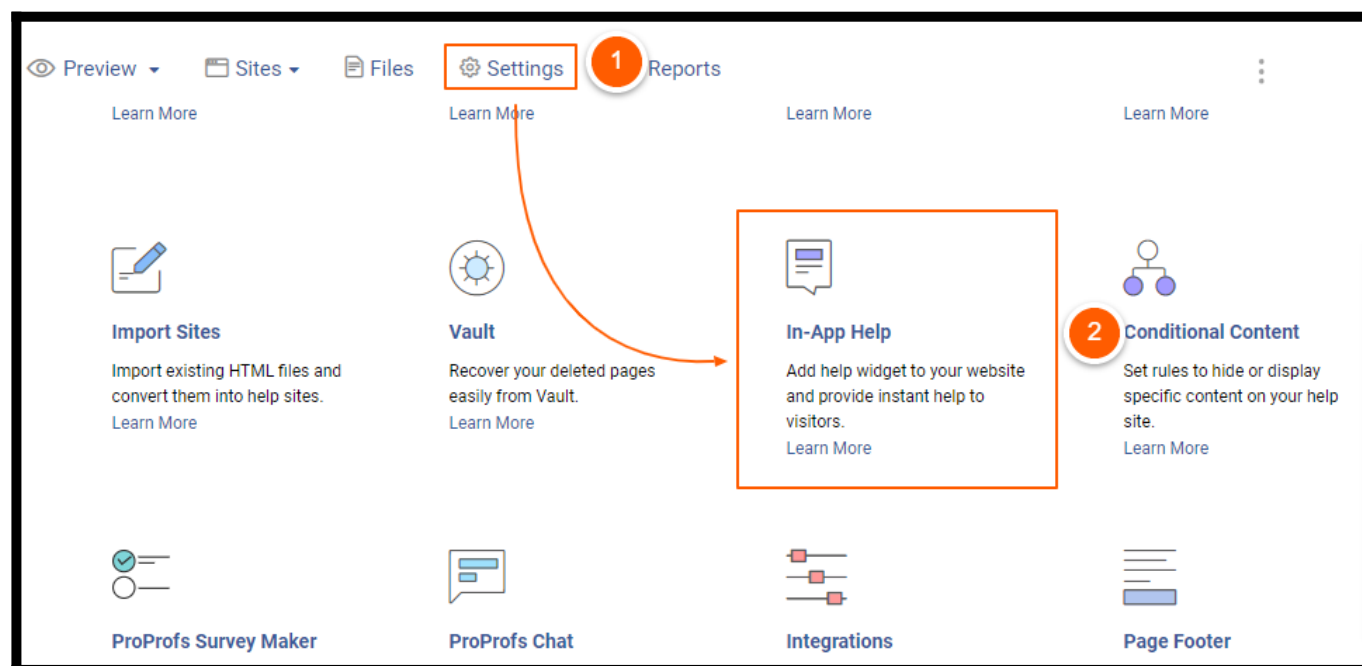 Preview Sites Files Settings 1 Reports
Learn More Learn More Learn More Learn More
Import Sites Vault In-App Help 2 Conditional Content
Import existing HTML files and Recover your deleted pages Add help widget to your website Set rules to hide or display
convert them into help sites. easily from Vault. and provide instant help to specific content on your help
Learn More Learn More visitors. site.
Learn More Learn More
ProProfs Survey Maker ProProfs Chat Integrations Page Footer